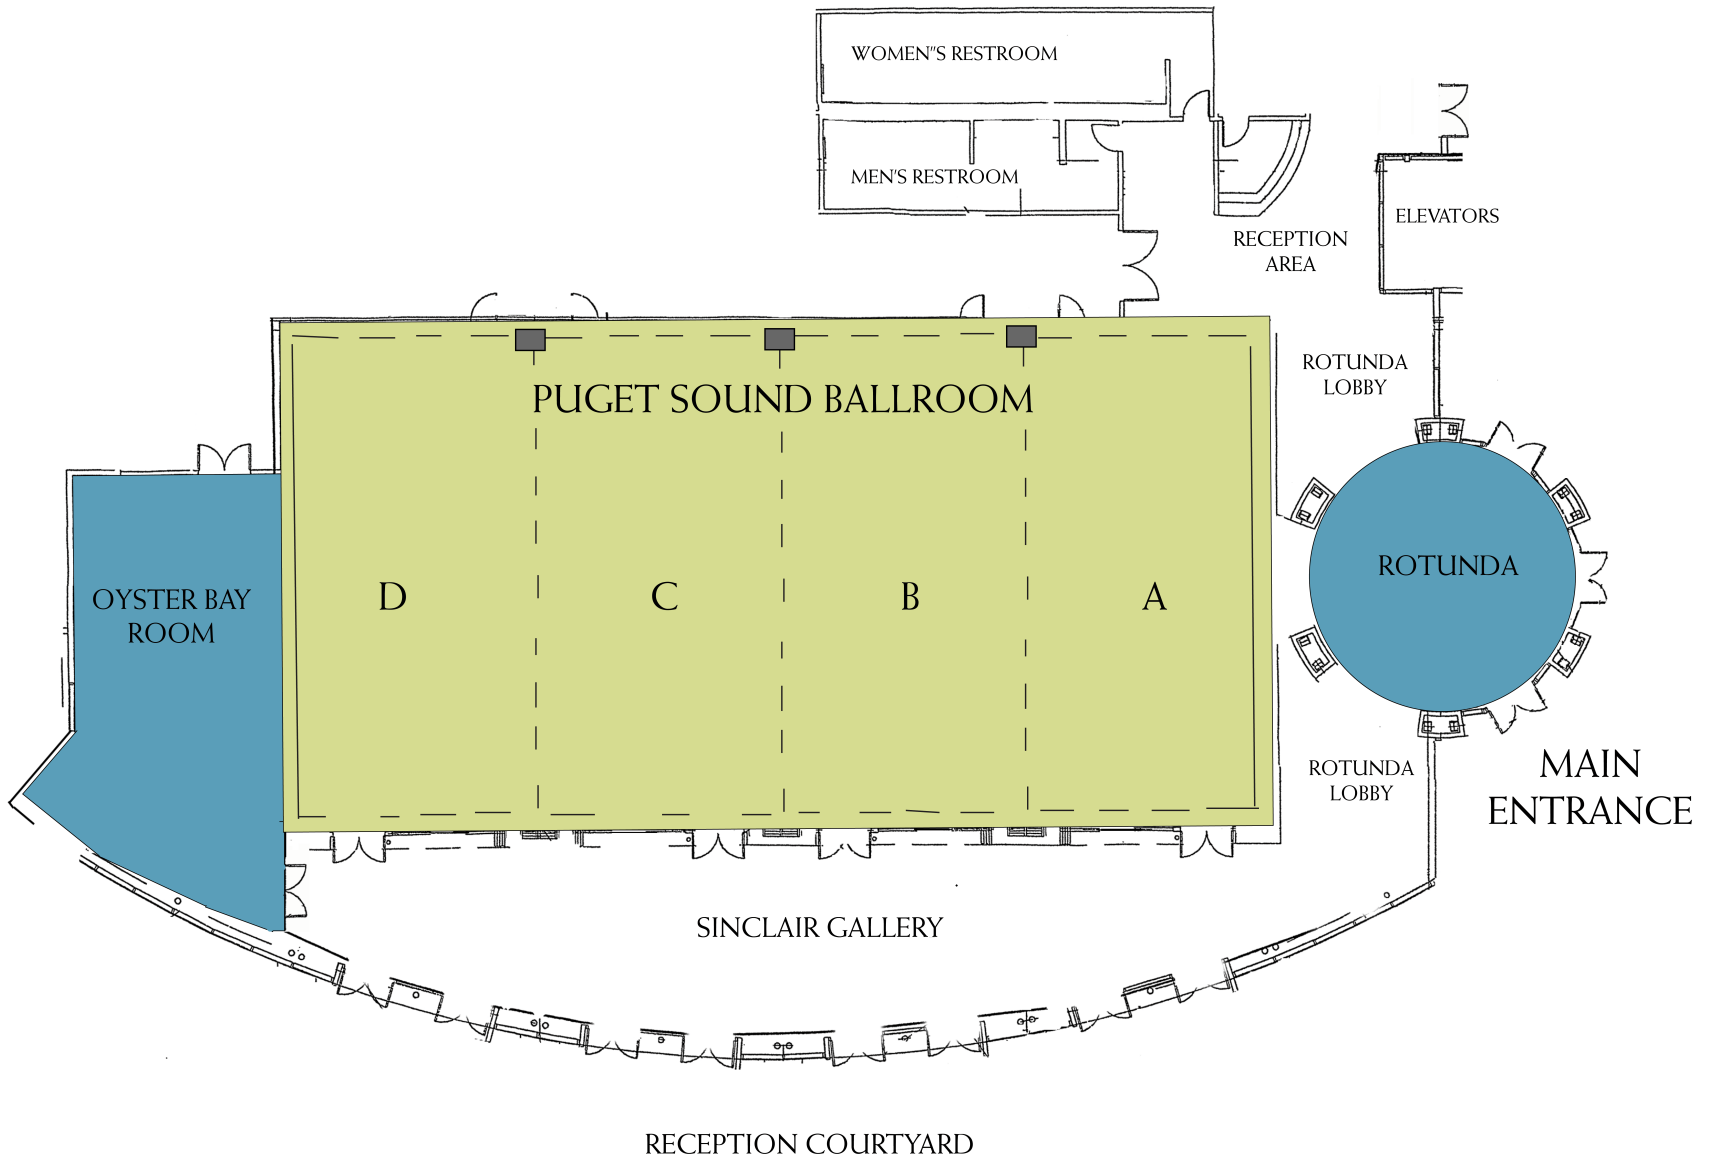 WOMEN"S RESTROOM
MEN'S RESTROOM
ELEVATORS
RECEPTION
AREA
ROTUNDA
LOBBY
PUGET SOUND BALLROOM
OYSTER BAY
ROOM
D
C
B
A
ROTUNDA
ROTUNDA
LOBBY
MAIN
ENTRANCE
SINCLAIR GALLERY
RECEPTION COURTYARD